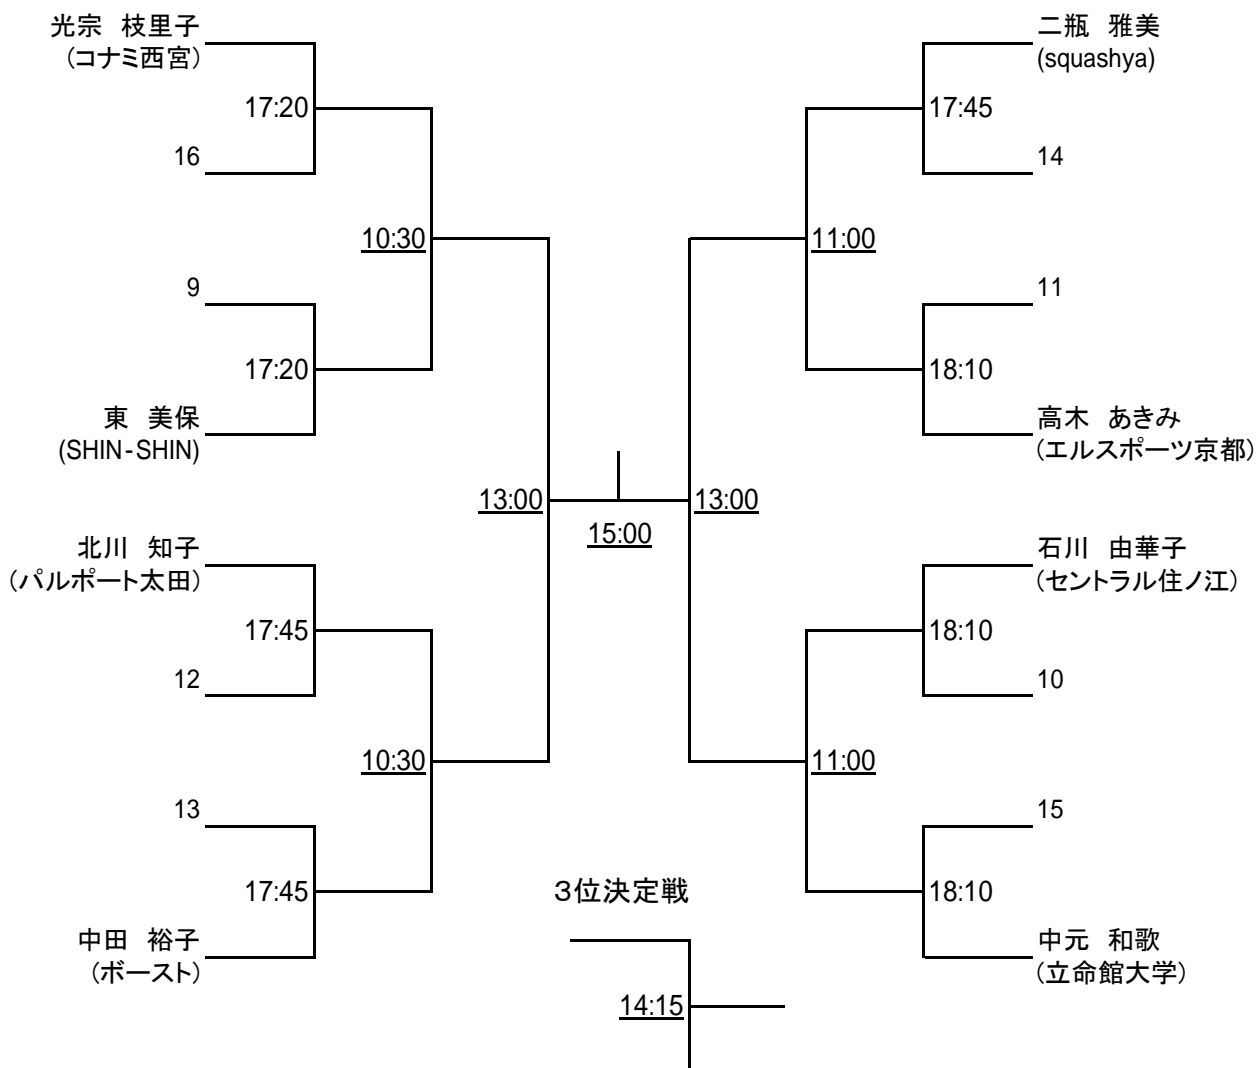 光宗　枝里子
(コナミ西宮)
17:20
16
10:30
9
17:20
東　美保
(SHIN-SHIN)
13:00
北川　知子
(パルポート太田)
17:45
12
10:30
13
17:45
中田　裕子
(ボースト)
15:00
二瓶　雅美
(squashya)
17:45
14
11:00
11
18:10
高木　あきみ
(エルスポーツ京都)
13:00
石川　由華子
(セントラル住ノ江)
18:10
10
11:00
15
18:10
中元　和歌
(立命館大学)
３位決定戦
14:15